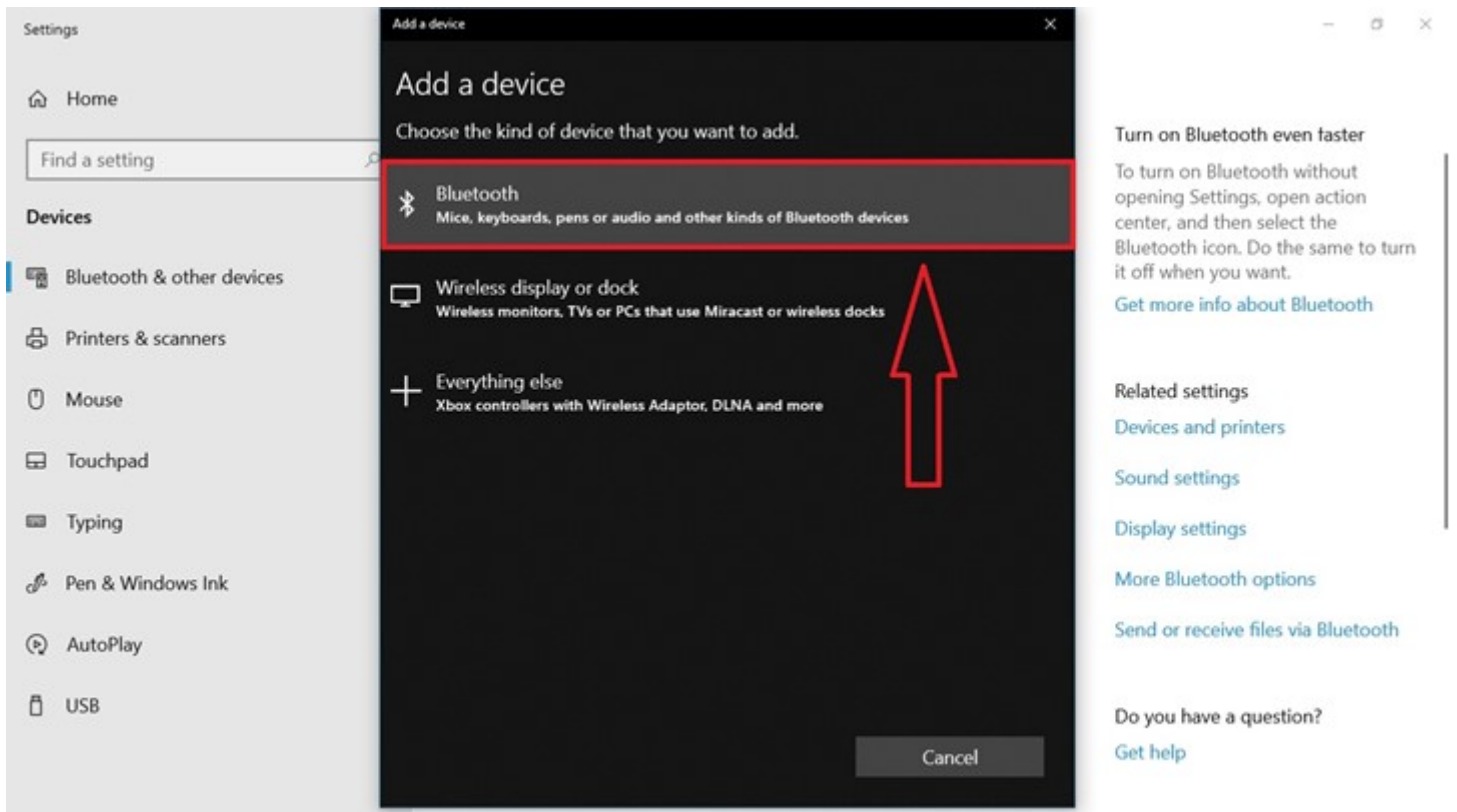 Settings
Home
Find a setting
Devices
Bluetooth & other devices
Printers & scanners
Mouse
Touchpad
Typing
Pen & Windows Ink
AutoPlay
USB
Add a device
Add a device
Choose the kind of device that you want to add.
Bluetooth
Mice, keyboards, pens or audio and other kinds of Bluetooth devices
Wireless display or dock
Wireless monitors, TVs or PCs that use Miracast or wireless docks
Everything else
Xbox controllers with Wireless Adaptor, DLNA and more
Cancel
Turn on Bluetooth even faster
To turn on Bluetooth without
opening Settings, open action
center, and then select the
Bluetooth icon. Do the same to turn
it off when you want.
Get more info about Bluetooth
Related settings
Devices and printers
Sound settings
Display settings
More Bluetooth options
Send or receive files via Bluetooth
Do you have a question?
Get help